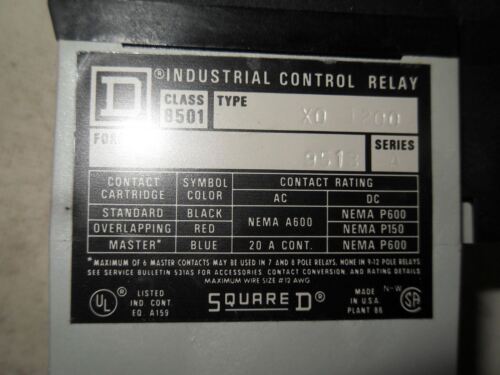 D ® INDUSTRIAL CONTROL RELAY
CLASS 8501 TYPE XO 1200
FORM 9513 SERIES A
CONTACT CARTRIDGE SYMBOL COLOR CONTACT RATING
AC DC
STANDARD BLACK NEMA A600 NEMA P600
OVERLAPPING RED NEMA P150
MASTER* BLUE 20 A CONT. NEMA P600
*MAXIMUM OF 6 MASTER CONTACTS MAY BE USED IN 7 AND 8 POLE RELAYS, NONE IN 9-12 POLE RELAYS
SEE SERVICE BULLETIN 531AS FOR ACCESSORIES, CONTACT CONVERSION, AND RATING DETAILS
MAXIMUM WIRE SIZE #12 AWG
UL ® LISTED IND. CONT. EQ. A159
SQUARE D ®
MADE IN U.S.A. PLANT 86
N-W
SA